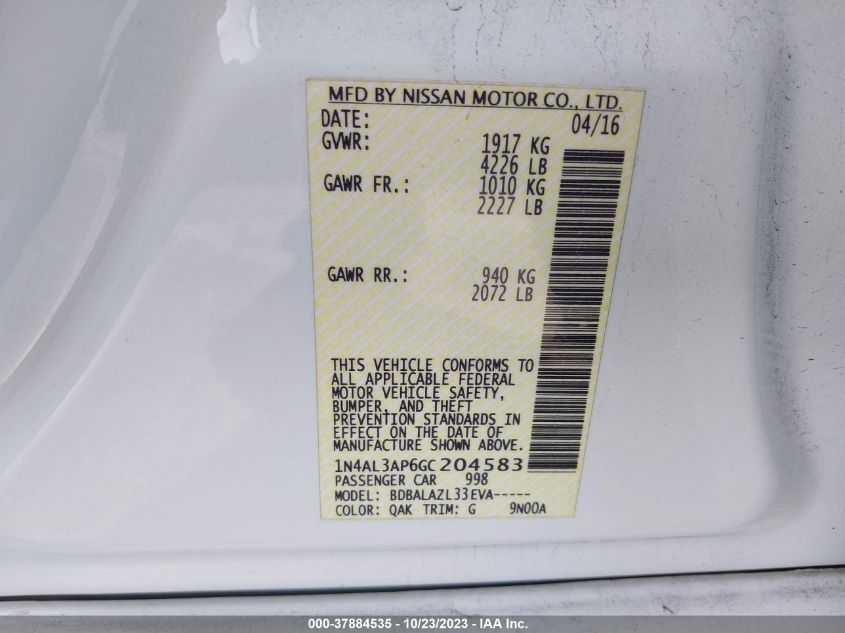 MFD BY NISSAN MOTOR CO., LTD.
DATE: 04/16
GVWR: 1917 KG
4226 LB
GAWR FR.: 1010 KG
2227 LB
GAWR RR.: 940 KG
2072 LB
THIS VEHICLE CONFORMS TO
ALL APPLICABLE FEDERAL
MOTOR VEHICLE SAFETY,
BUMPER, AND THEFT
PREVENTION STANDARDS IN
EFFECT ON THE DATE OF
MANUFACTURE SHOWN ABOVE.
1N4AL3AP6GC204583
PASSENGER CAR 998
MODEL: BDBALAZL33EVA-----
COLOR: QAK TRIM: G 9N00A
000-37884535 - 10/23/2023 - IAA Inc.